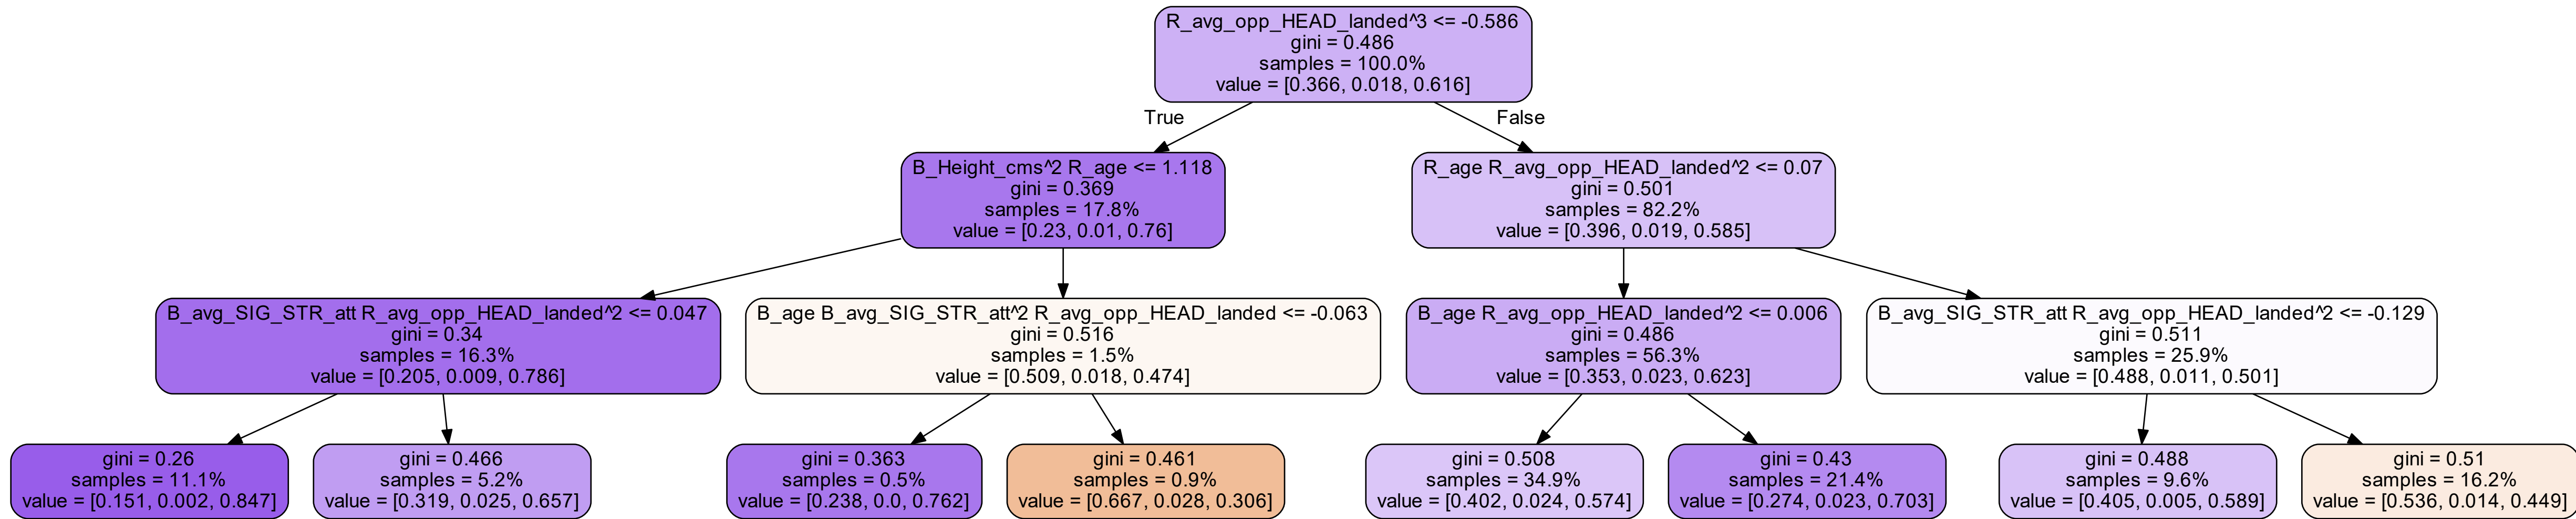 R_avg_opp_HEAD_landed^3 <= -0.586
gini = 0.486
samples = 100.0%
value = [0.366, 0.018, 0.616]
True
False
B_Height_cms^2 R_age <= 1.118
gini = 0.369
samples = 17.8%
value = [0.23, 0.01, 0.76]
R_age R_avg_opp_HEAD_landed^2 <= 0.07
gini = 0.501
samples = 82.2%
value = [0.396, 0.019, 0.585]
B_avg_SIG_STR_att R_avg_opp_HEAD_landed^2 <= 0.047
gini = 0.34
samples = 16.3%
value = [0.205, 0.009, 0.786]
B_age B_avg_SIG_STR_att^2 R_avg_opp_HEAD_landed <= -0.063
gini = 0.516
samples = 1.5%
value = [0.509, 0.018, 0.474]
B_age R_avg_opp_HEAD_landed^2 <= 0.006
gini = 0.486
samples = 56.3%
value = [0.353, 0.023, 0.623]
B_avg_SIG_STR_att R_avg_opp_HEAD_landed^2 <= -0.129
gini = 0.511
samples = 25.9%
value = [0.488, 0.011, 0.501]
gini = 0.26
samples = 11.1%
value = [0.151, 0.002, 0.847]
gini = 0.466
samples = 5.2%
value = [0.319, 0.025, 0.657]
gini = 0.363
samples = 0.5%
value = [0.238, 0.0, 0.762]
gini = 0.461
samples = 0.9%
value = [0.667, 0.028, 0.306]
gini = 0.508
samples = 34.9%
value = [0.402, 0.024, 0.574]
gini = 0.43
samples = 21.4%
value = [0.274, 0.023, 0.703]
gini = 0.488
samples = 9.6%
value = [0.405, 0.005, 0.589]
gini = 0.51
samples = 16.2%
value = [0.536, 0.014, 0.449]